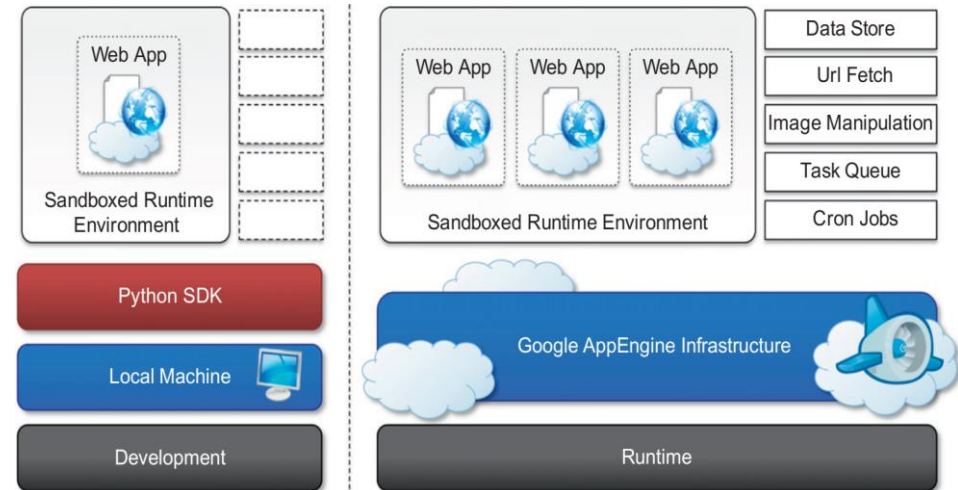 Web App
Sandboxed Runtime
Environment
Python SDK
Local Machine
Development
Web App
Web App
Web App
Sandboxed Runtime Environment
Data Store
Url Fetch
Image Manipulation
Task Queue
Cron Jobs
Google AppEngine Infrastructure
Runtime